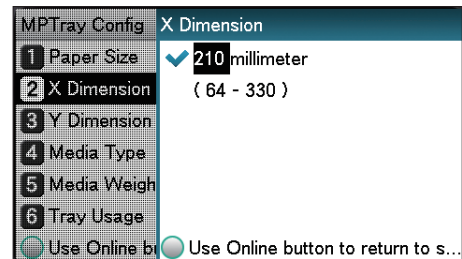 MPTray Config
1 Paper Size
2 X Dimension
3 Y Dimension
4 Media Type
5 Media Weigh
6 Tray Usage
Use Online b
X Dimension
210 millimeter
( 64 - 330 )
Use Online button to return to s...